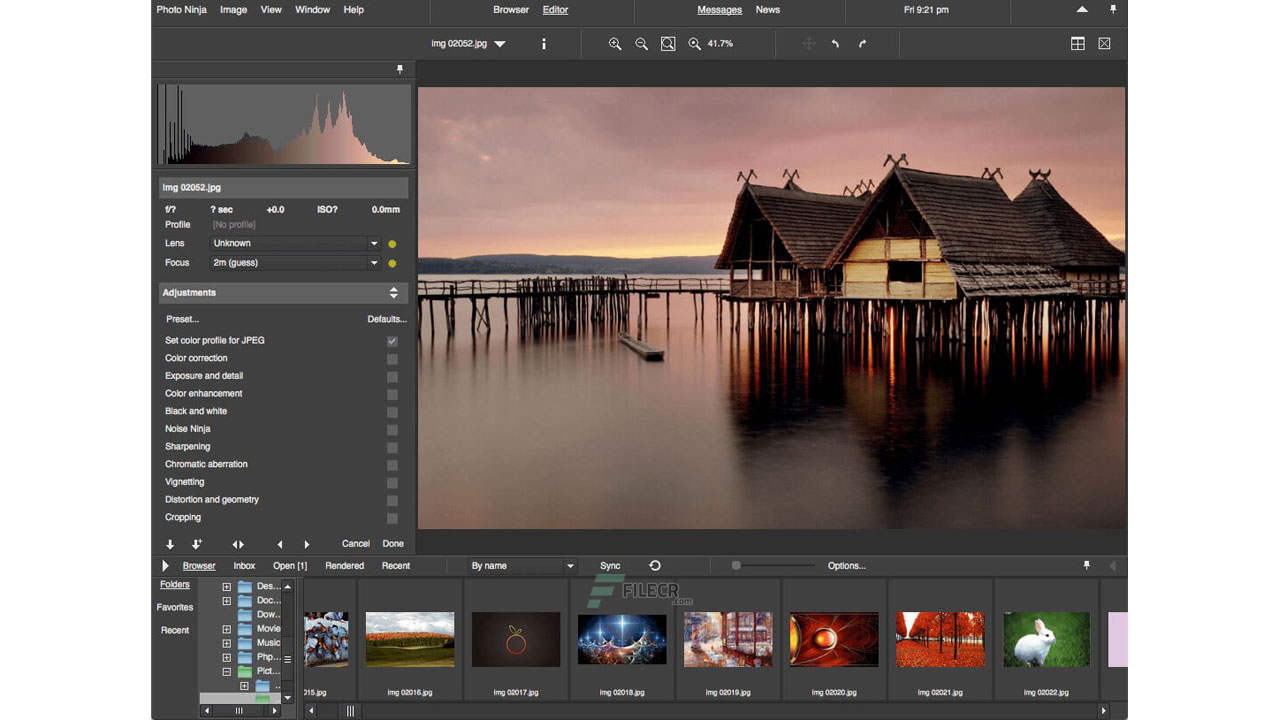 Photo Ninja Image View Window Help Browser Editor Messages News Fri 9:21 pm
img 02052.jpg i 41.7%
Img 02052.jpg
f/? ? sec +0.0 ISO? 0.0mm
Profile [No profile]
Lens Unknown
Focus 2m (guess)
Adjustments
Preset... Defaults...
Set color profile for JPEG
Color correction
Exposure and detail
Color enhancement
Black and white
Noise Ninja
Sharpening
Chromatic aberration
Vignetting
Distortion and geometry
Cropping
Cancel Done
Browser Inbox Open [1] Rendered Recent By name Sync Options...
Folders
Favorites
Recent
Des...
Doc...
Dow...
Movie
Music
Php...
Pict...
..
FILECR
.com
015.jpg img 02016.jpg img 02017.jpg img 02018.jpg img 02019.jpg img 02020.jpg img 02021.jpg img 02022.jpg